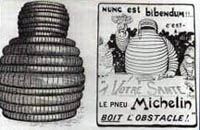 NUNC est BIBENDUM!!
c'est-
VOTRE SANTÉ
LE PNEU Michelin
BOIT L'OBSTACLE!